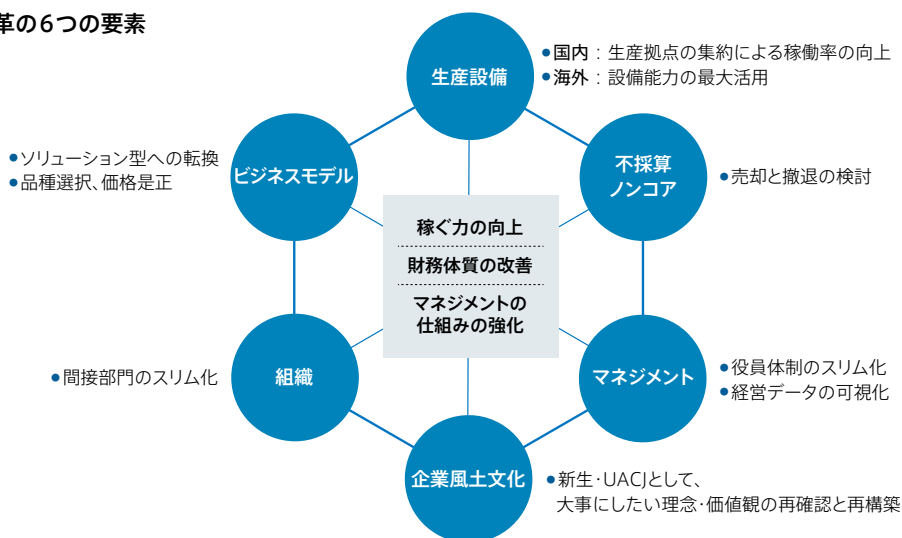 革の6つの要素
生産設備
●国内：生産拠点の集約による稼働率の向上
●海外：設備能力の最大活用
ビジネスモデル
●ソリューション型への転換
●品種選択、価格是正
不採算
ノンコア
●売却と撤退の検討
稼ぐ力の向上
財務体質の改善
マネジメントの
仕組みの強化
組織
●間接部門のスリム化
マネジメント
●役員体制のスリム化
●経営データの可視化
企業風土文化
●新生・UACJとして、
大事にしたい理念・価値観の再確認と再構築